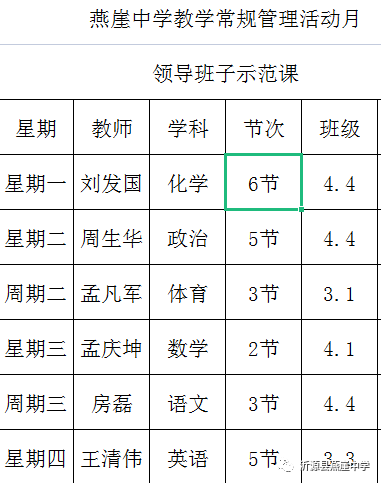 燕崖中学教学常规管理活动月
领导班子示范课
星期 教师 学科 节次 班级
星期一 刘发国 化学 6节 4.4
星期二 周生华 政治 5节 4.4
周期二 孟凡军 体育 3节 3.1
星期三 孟庆坤 数学 2节 4.1
周期三 房磊 语文 3节 4.4
星期四 王清伟 英语 5节 3.3
沂源县燕崖中学